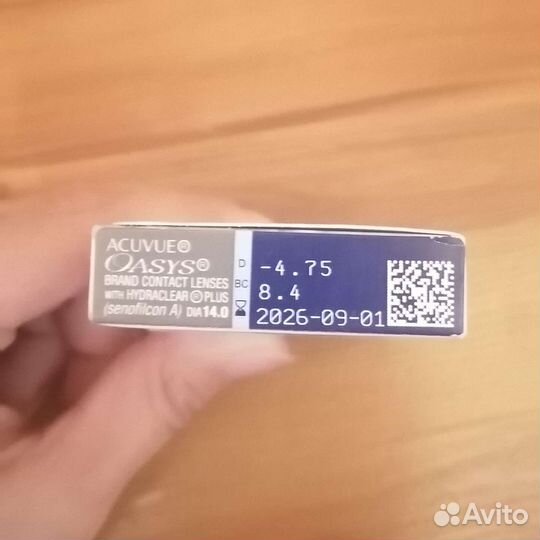 ACUVUE®
OASYS®
BRAND CONTACT LENSES
WITH HYDRACLEAR® PLUS
(senofilcon A) DIA 14.0
D -4.75
BC 8.4
2026-09-01
Avito